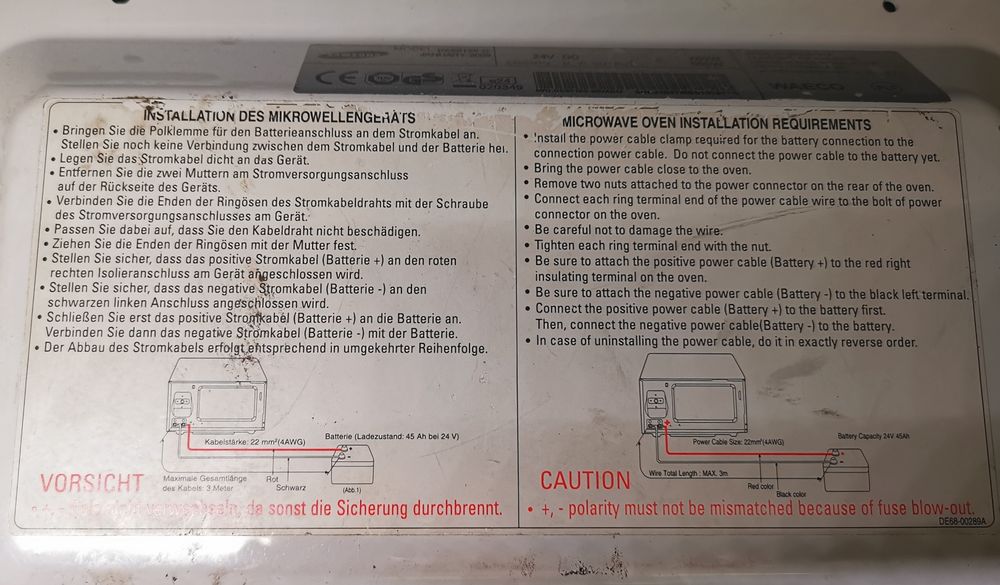 SAMSUNG
24V DC
CE
GS
e24
020349
WAECO
INSTALLATION DES MIKROWELLENGERÄTS
• Bringen Sie die Polklemme für den Batterieanschluss an dem Stromkabel an.
Stellen Sie noch keine Verbindung zwischen dem Stromkabel und der Batterie her.
• Legen Sie das Stromkabel dicht an das Gerät.
• Entfernen Sie die zwei Muttern am Stromversorgungsanschluss
auf der Rückseite des Geräts.
• Verbinden Sie die Enden der Ringösen des Stromkabeldrahts mit der Schraube
des Stromversorgungsanschlusses am Gerät.
• Passen Sie dabei auf, dass Sie den Kabeldraht nicht beschädigen.
• Ziehen Sie die Enden der Ringösen mit der Mutter fest.
• Stellen Sie sicher, dass das positive Stromkabel (Batterie +) an den roten
rechten Isolieranschluss am Gerät angeschlossen wird.
• Stellen Sie sicher, dass das negative Stromkabel (Batterie -) an den
schwarzen linken Anschluss angeschlossen wird.
• Schließen Sie erst das positive Stromkabel (Batterie +) an die Batterie an.
Verbinden Sie dann das negative Stromkabel (Batterie -) mit der Batterie.
• Der Abbau des Stromkabels erfolgt entsprechend in umgekehrter Reihenfolge.
Kabelstärke: 22 mm²(4AWG)
Batterie (Ladezustand: 45 Ah bei 24 V)
Maximale Gesamtlänge
des Kabels: 3 Meter
Rot
Schwarz
(Abb.1)
VORSICHT
• +, - verwechseln, da sonst die Sicherung durchbrennt.
MICROWAVE OVEN INSTALLATION REQUIREMENTS
• Install the power cable clamp required for the battery connection to the
connection power cable. Do not connect the power cable to the battery yet.
• Bring the power cable close to the oven.
• Remove two nuts attached to the power connector on the rear of the oven.
• Connect each ring terminal end of the power cable wire to the bolt of power
connector on the oven.
• Be careful not to damage the wire.
• Tighten each ring terminal end with the nut.
• Be sure to attach the positive power cable (Battery +) to the red right
insulating terminal on the oven.
• Be sure to attach the negative power cable (Battery -) to the black left terminal.
• Connect the positive power cable (Battery +) to the battery first.
Then, connect the negative power cable(Battery -) to the battery.
• In case of uninstalling the power cable, do it in exactly reverse order.
Power Cable Size: 22mm²(4AWG)
Battery Capacity 24V 45Ah
Wire Total Length : MAX. 3m
Red color
Black color
CAUTION
• +, - polarity must not be mismatched because of fuse blow-out.
DE68-00289A